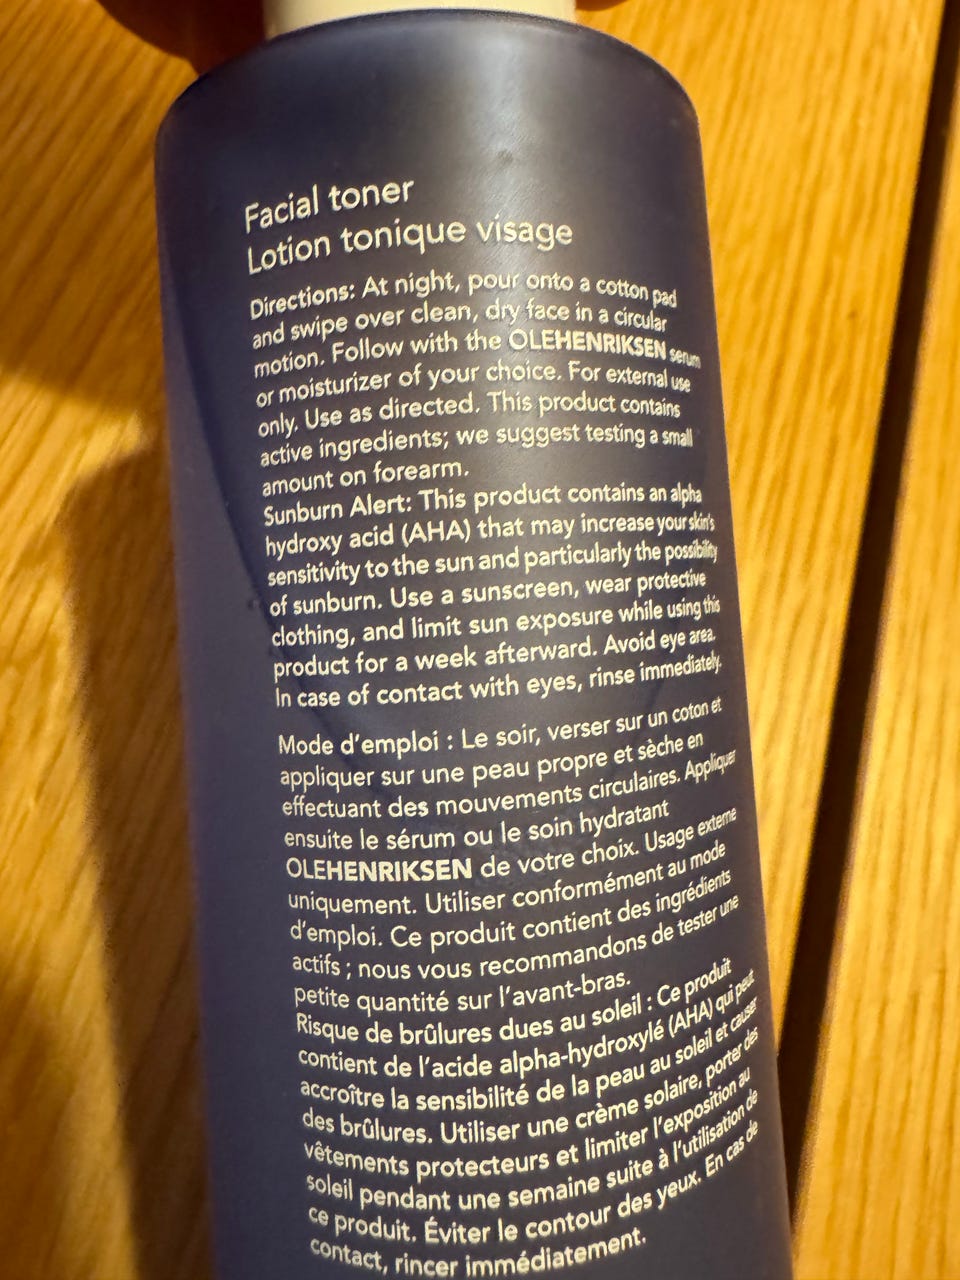 Facial toner
Lotion tonique visage
Directions: At night, pour onto a cotton pad
and swipe over clean, dry face in a circular
motion. Follow with the OLEHENRIKSEN serum
or moisturizer of your choice. For external use
only. Use as directed. This product contains
active ingredients; we suggest testing a small
amount on forearm.
Sunburn Alert: This product contains an alpha
hydroxy acid (AHA) that may increase your skin's
sensitivity to the sun and particularly the possibility
of sunburn. Use a sunscreen, wear protective
clothing, and limit sun exposure while using this
product for a week afterward. Avoid eye area.
In case of contact with eyes, rinse immediately.
Mode d'emploi : Le soir, verser sur un coton et
appliquer sur une peau propre et sèche en
effectuant des mouvements circulaires. Appliquer
ensuite le sérum ou le soin hydratant
OLEHENRIKSEN de votre choix. Usage externe
uniquement. Utiliser conformément au mode
d'emploi. Ce produit contient des ingrédients
actifs ; nous vous recommandons de tester une
petite quantité sur l'avant-bras.
Risque de brûlures dues au soleil : Ce produit
contient de l'acide alpha-hydroxylé (AHA) qui peut
accroître la sensibilité de la peau au soleil et causer
des brûlures. Utiliser une crème solaire, porter des
vêtements protecteurs et limiter l'exposition au
soleil pendant une semaine suite à l'utilisation de
ce produit. Éviter le contour des yeux. En cas de
contact, rincer immédiatement.